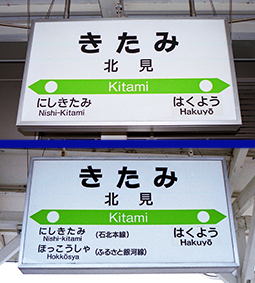 きたみ
北見
Kitami
にしきたみ はくよう
Nishi-Kitami Hakuyō
きたみ
北見
Kitami
にしきたみ (石北本線) はくよう
Nishi-kitami Hakuyō
ほっこうしゃ (ふるさと銀河線)
Hokkōsya